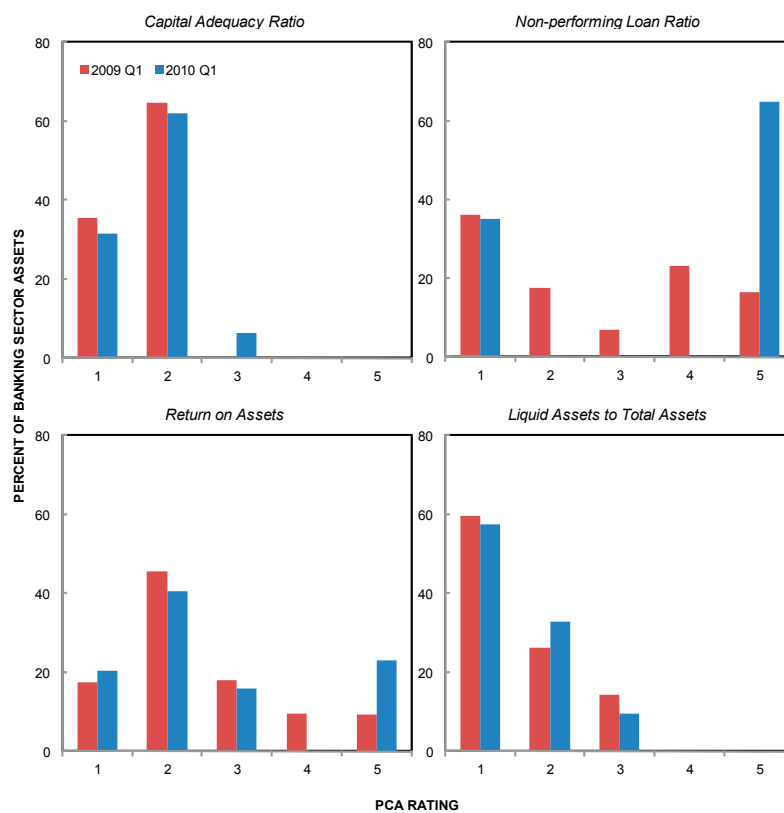 Capital Adequacy Ratio
80
2009 Q1 2010 Q1
60
40
20
0
1 2 3 4 5
Non-performing Loan Ratio
80
60
40
20
0
1 2 3 4 5
PERCENT OF BANKING SECTOR ASSETS
Return on Assets
80
60
40
20
0
1 2 3 4 5
Liquid Assets to Total Assets
80
60
40
20
0
1 2 3 4 5
PCA RATING